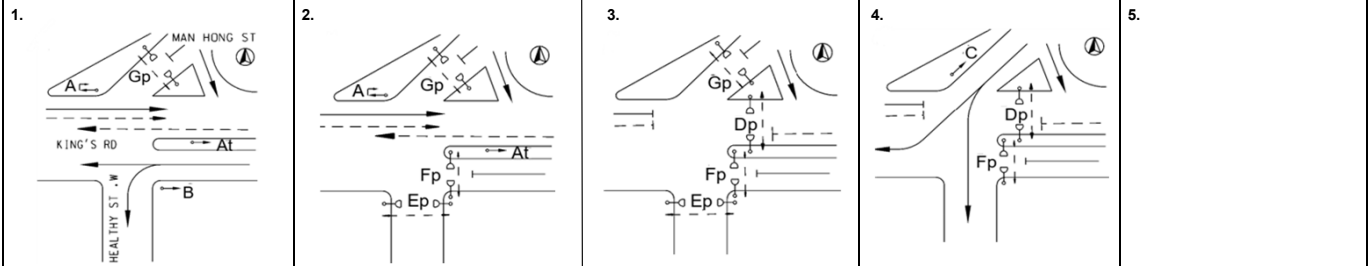 1.
MAN HONG ST
A
Gp
KING'S RD
At
B
HEALTHY ST .W
2.
A
Gp
At
Fp
Ep
3.
Gp
Dp
Fp
Ep
4.
C
Dp
Fp
5.